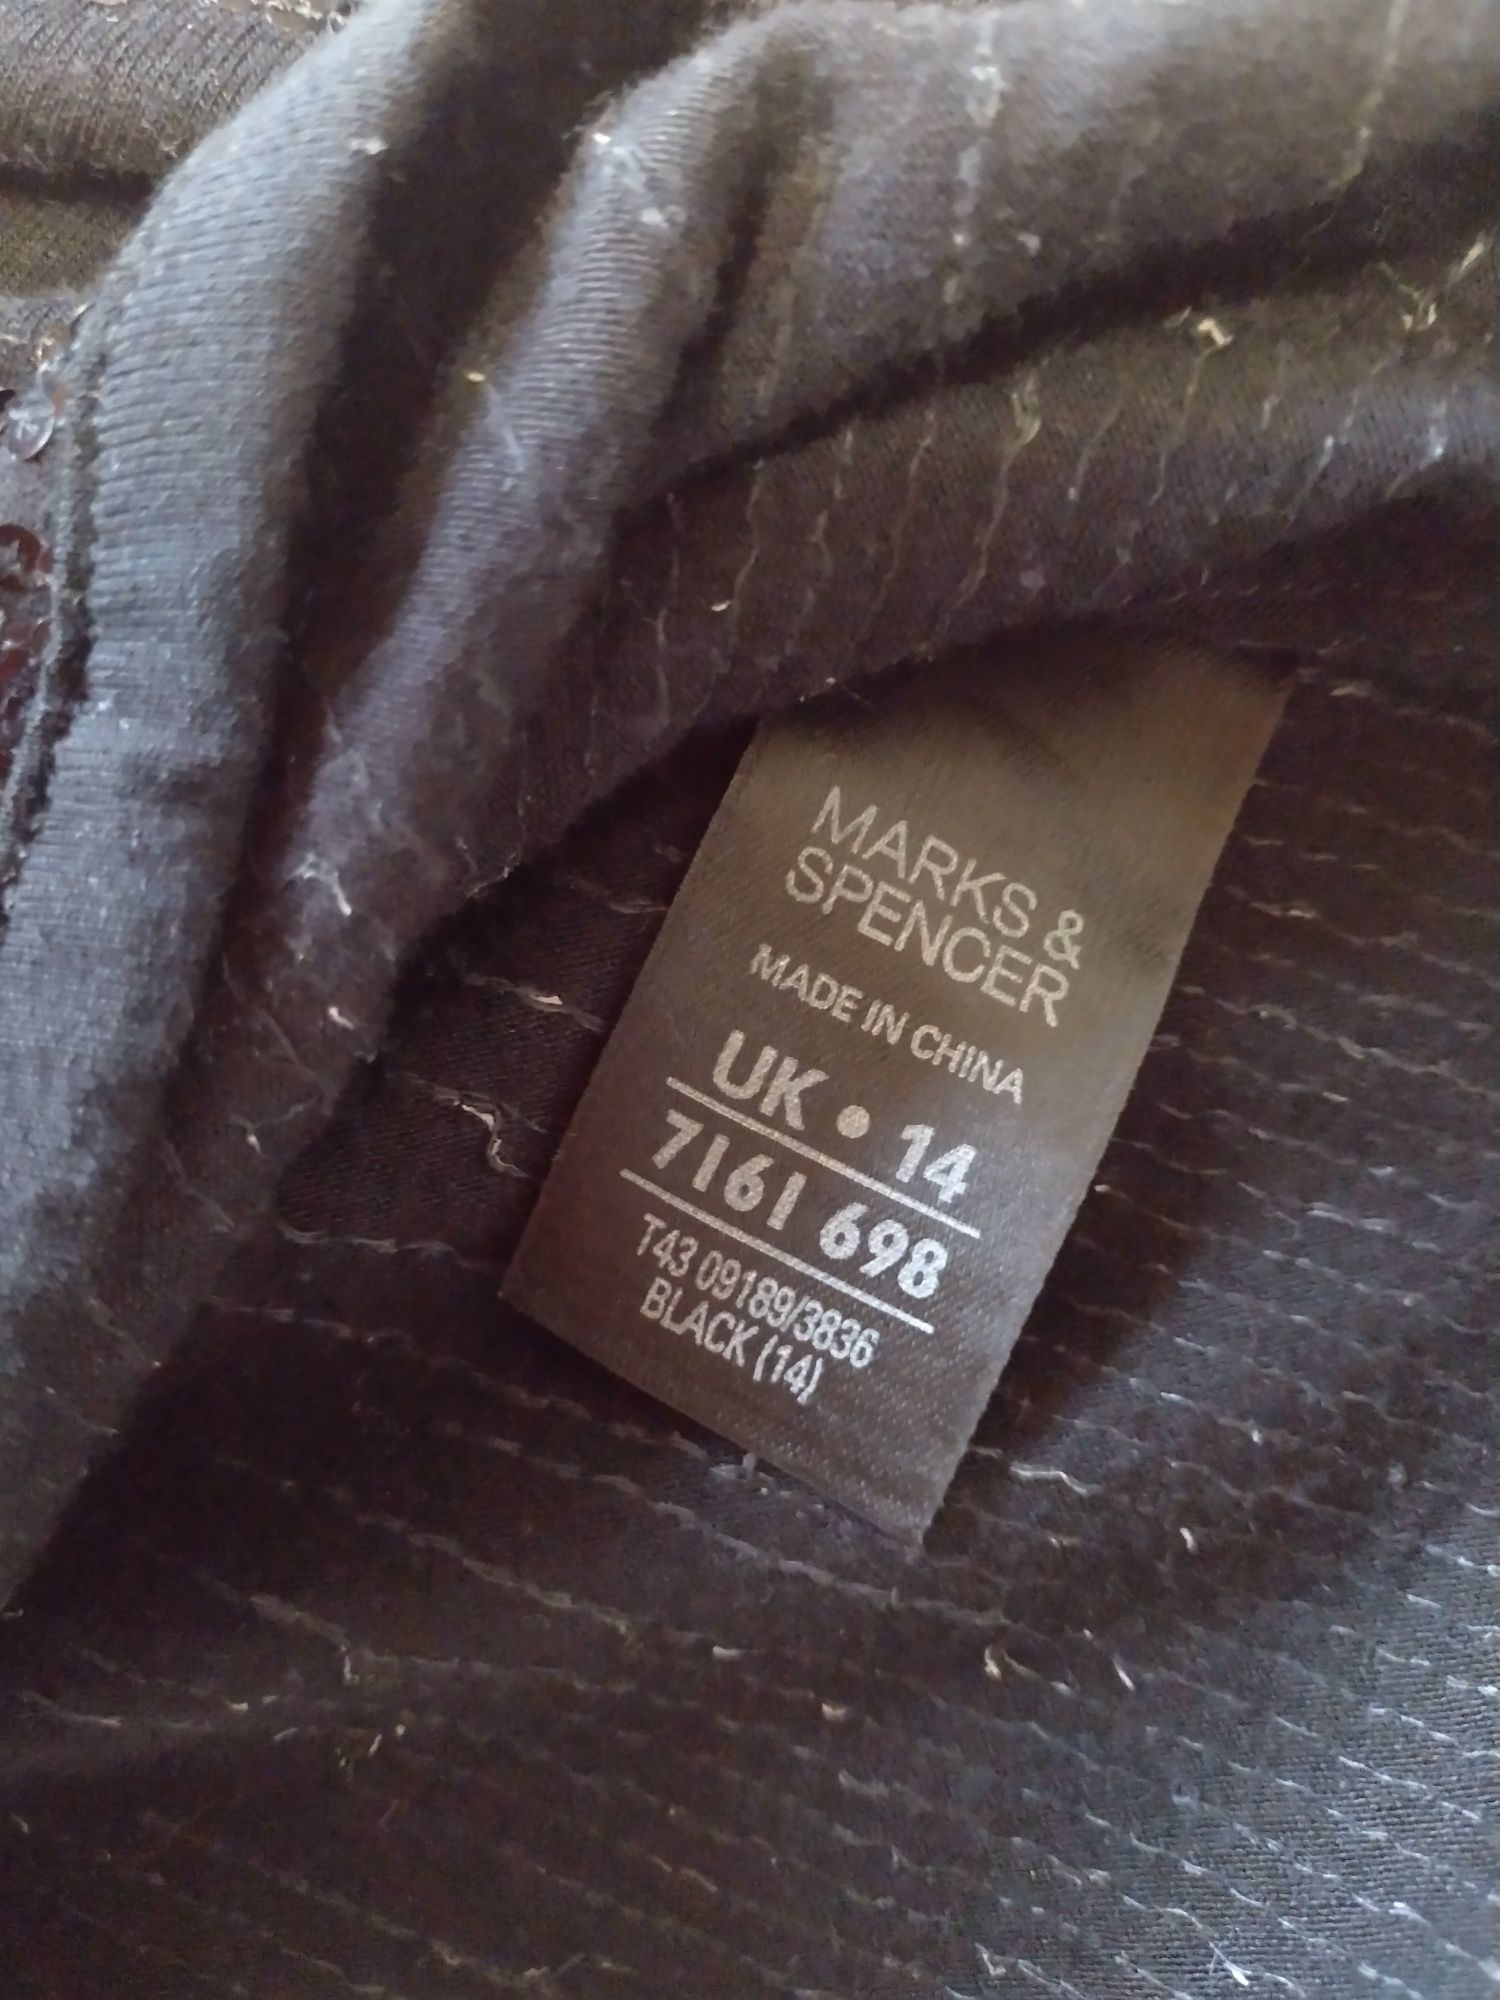 MARKS &
SPENCER
MADE IN CHINA
UK • 14
7161 698
T43 09189/3836
BLACK (14)